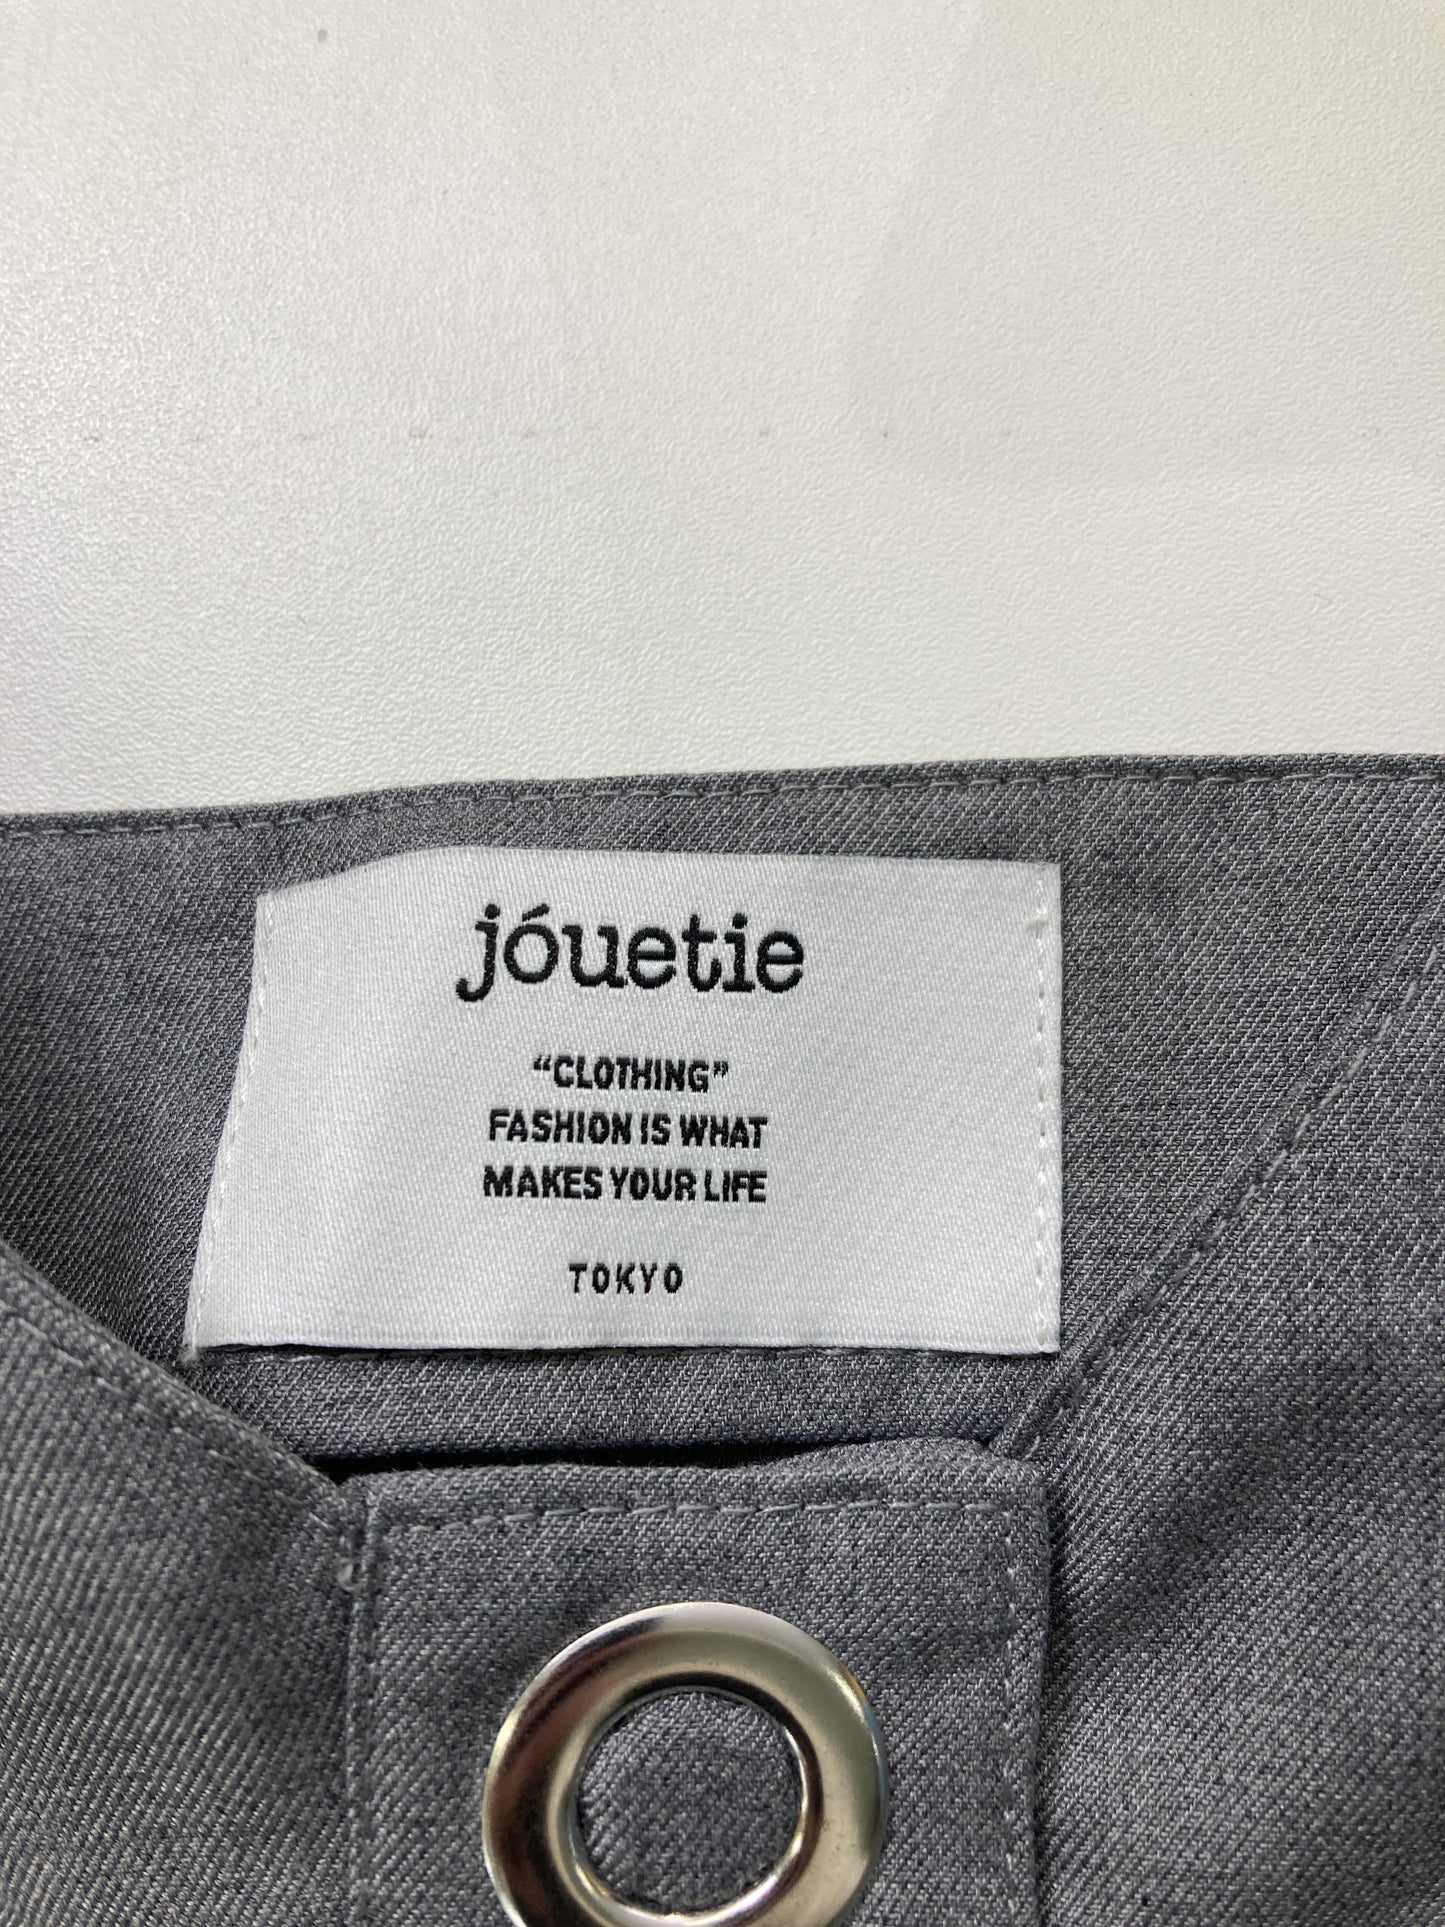 jóuetie
“CLOTHING”
FASHION IS WHAT
MAKES YOUR LIFE
TOKYO